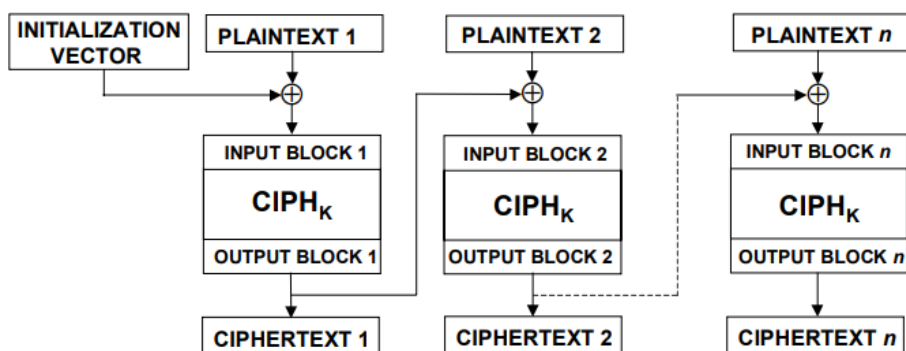 INITIALIZATION
VECTOR
PLAINTEXT 1
PLAINTEXT 2
PLAINTEXT n
INPUT BLOCK 1
INPUT BLOCK 2
INPUT BLOCK n
CIPHK
CIPHK
CIPHK
OUTPUT BLOCK 1
OUTPUT BLOCK 2
OUTPUT BLOCK n
CIPHERTEXT 1
CIPHERTEXT 2
CIPHERTEXT n